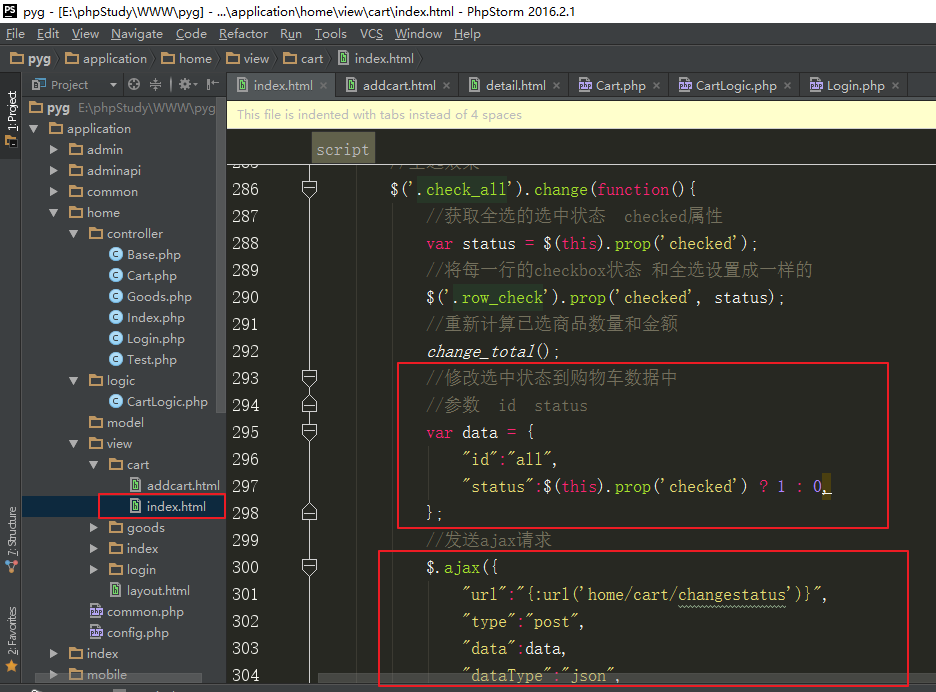 pyg - [E:\phpStudy\WWW\pyg] - ...\application\home\view\cart\index.html - PhpStorm 2016.2.1
File Edit View Navigate Code Refactor Run Tools VCS Window Help
pyg application home view cart index.html
Project
index.html addcart.html detail.html Cart.php CartLogic.php Login.php
1: Project
7: Structure
2: Favorites
pyg E:\phpStudy\WWW\pyg
application
admin
adminapi
common
home
controller
Base.php
Cart.php
Goods.php
Index.php
Login.php
Test.php
logic
CartLogic.php
model
view
cart
addcart.html
index.html
goods
index
login
layout.html
common.php
config.php
index
mobile
This file is indented with tabs instead of 4 spaces
script
286 $('.check_all').change(function(){
287 //获取全选的选中状态 checked属性
288 var status = $(this).prop('checked');
289 //将每一行的checkbox状态 和全选设置成一样的
290 $('.row_check').prop('checked', status);
291 //重新计算已选商品数量和金额
292 change_total();
293 //修改选中状态到购物车数据中
294 //参数 id status
295 var data = {
296 "id":"all",
297 "status":$(this).prop('checked') ? 1 : 0,
298 };
299 //发送ajax请求
300 $.ajax({
301 "url":"{:url('home/cart/changestatus')}",
302 "type":"post",
303 "data":data,
304 "dataType":"json",